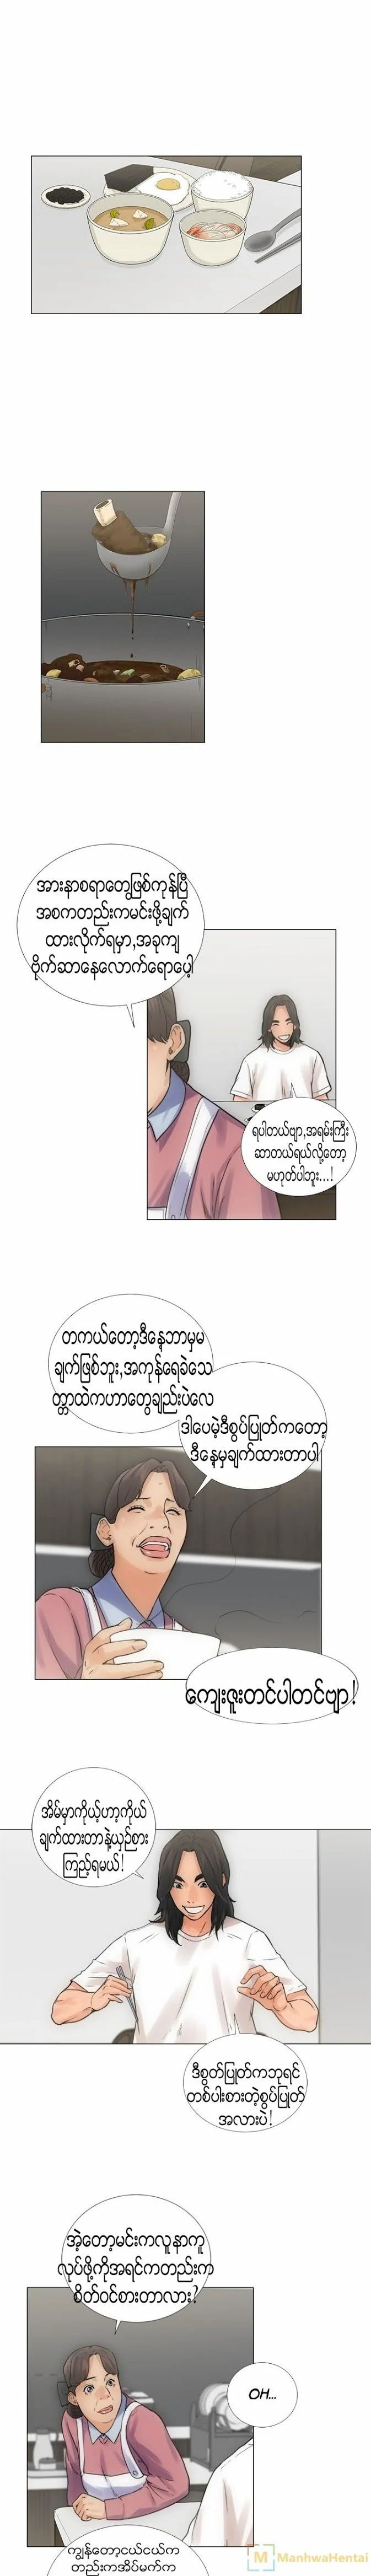 အားနာစရာတွေဖြစ်ကုန်ပြီ
အစကတည်းကမင်းဖို့ချက်
ထားလိုက်ရမှာ,အခုကျ
ဗိုက်ဆာနေလောက်ရောပေါ့
ရပါတယ်ဗျာ,အရမ်းကြီး
ဆာတယ်ရယ်လို့တော့
မဟုတ်ပါဘူး...!
တကယ်တော့ဒီနေ့ဘာမှမ
ချက်ဖြစ်ဘူး,အကုန်ရေခဲသေ
တ္တာထဲကဟာတွေချည်းပဲလေ
ဒါပေမဲ့ဒီစွပ်ပြုတ်ကတော့
ဒီနေ့မှချက်ထားတာပါ
ကျေးဇူးတင်ပါတင်ဗျာ!
အိမ်မှာကိုယ့်ဟာ့ကိုယ်
ချက်ထားတာနဲ့ယှဉ်စား
ကြည့်ရမယ်!
ဒီစွတ်ပြုတ်ကဘုရင်
တစ်ပါးစားတဲ့စွပ်ပြုတ်
အလားပဲ!
အဲ့တော့မင်းကလူနာကူ
လုပ်ဖို့ကိုအရင်ကတည်းက
စိတ်ဝင်စားတာလား?
OH...
ကျွန်တော့ငယ်ငယ်က
တည်းကအိပ်မက်က
ManhwaHentai